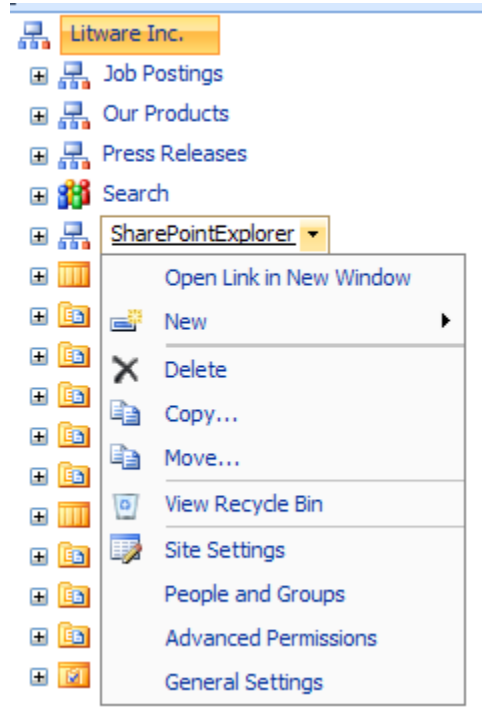 Litware Inc.
Job Postings
Our Products
Press Releases
Search
SharePointExplorer
Open Link in New Window
New
Delete
Copy...
Move...
View Recycle Bin
Site Settings
People and Groups
Advanced Permissions
General Settings